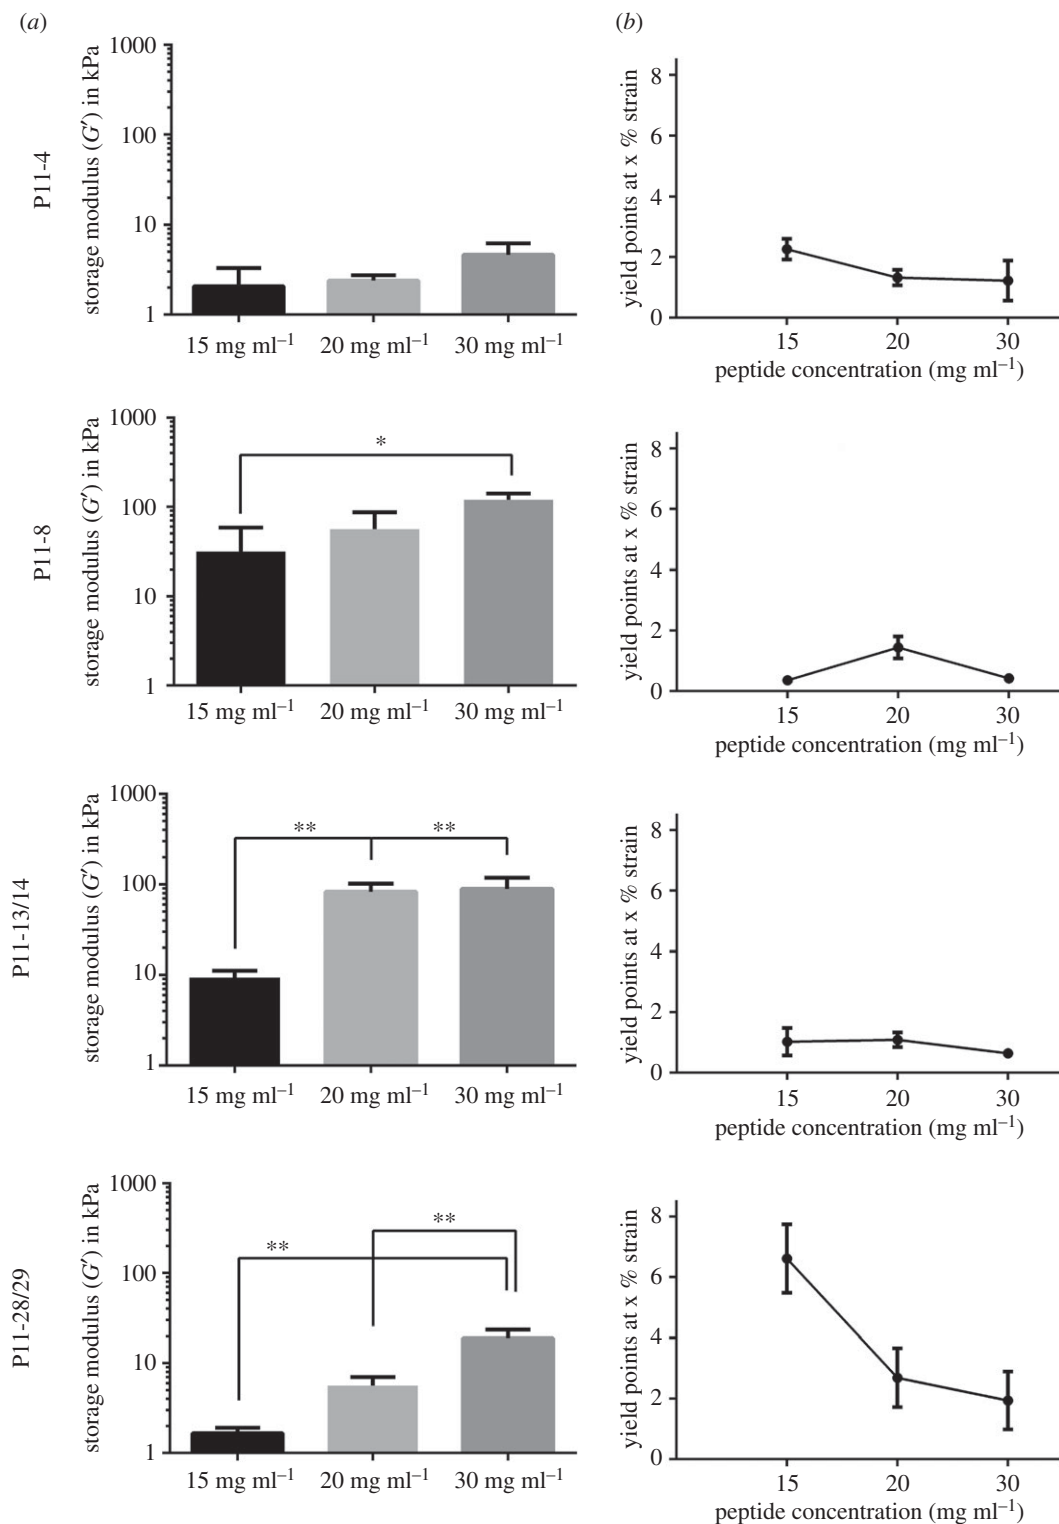 (a)
(b)
P11-4
storage modulus (G′) in kPa
1000
100
10
1
15 mg ml⁻¹ 20 mg ml⁻¹ 30 mg ml⁻¹
yield points at x % strain
8
6
4
2
0
15 20 30
peptide concentration (mg ml⁻¹)
P11-8
storage modulus (G′) in kPa
1000
100
10
1
*
15 mg ml⁻¹ 20 mg ml⁻¹ 30 mg ml⁻¹
yield points at x % strain
8
6
4
2
0
15 20 30
peptide concentration (mg ml⁻¹)
P11-13/14
storage modulus (G′) in kPa
1000
100
10
1
** **
15 mg ml⁻¹ 20 mg ml⁻¹ 30 mg ml⁻¹
yield points at x % strain
8
6
4
2
0
15 20 30
peptide concentration (mg ml⁻¹)
P11-28/29
storage modulus (G′) in kPa
1000
100
10
1
**
**
15 mg ml⁻¹ 20 mg ml⁻¹ 30 mg ml⁻¹
yield points at x % strain
8
6
4
2
0
15 20 30
peptide concentration (mg ml⁻¹)